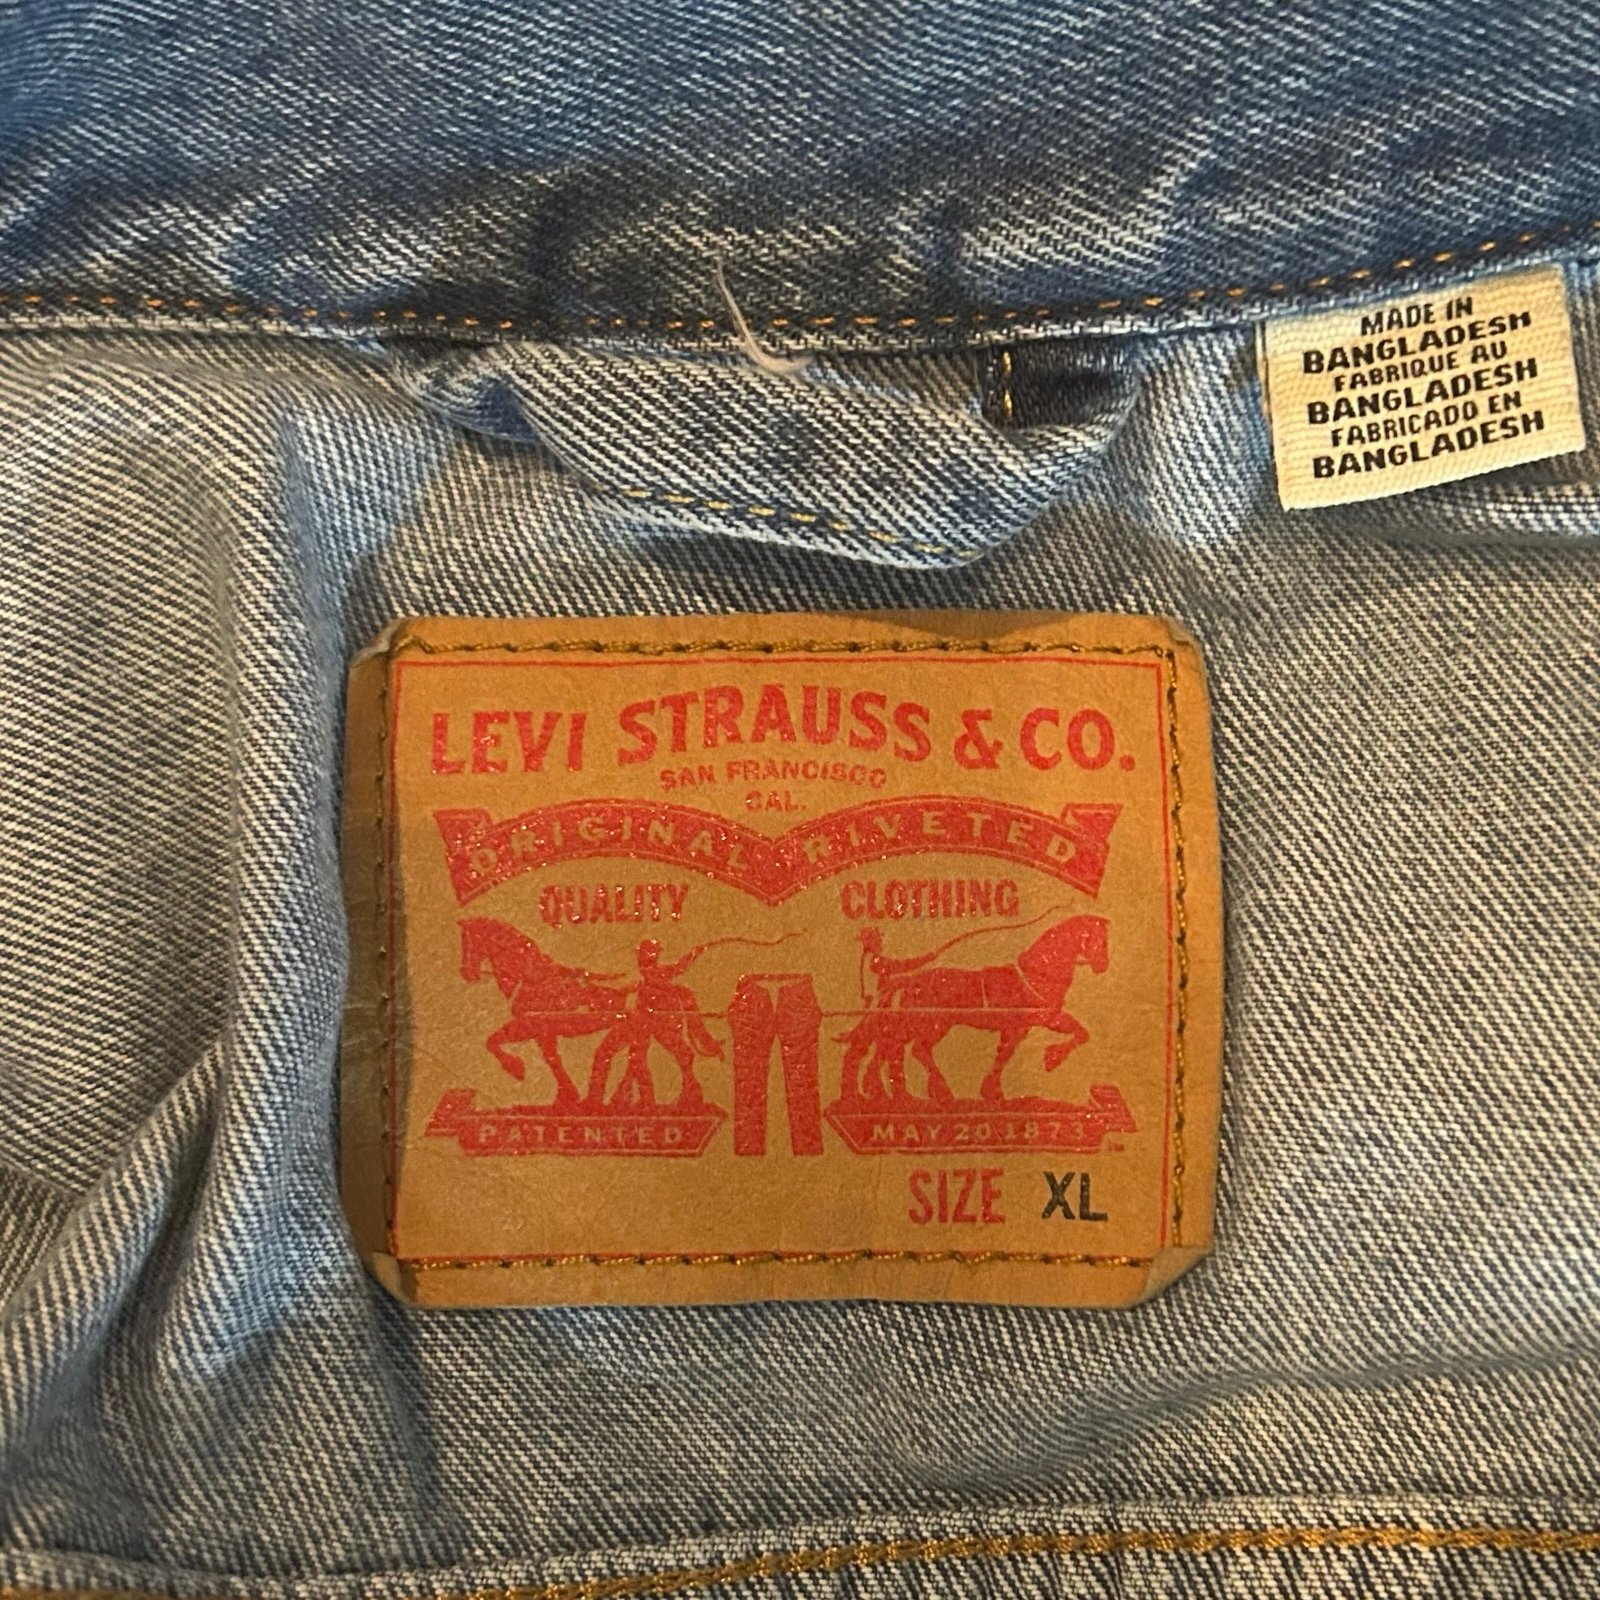 MADE IN
BANGLADESH
FABRIQUE AU
BANGLADESH
FABRICADO EN
BANGLADESH
LEVI STRAUSS & CO.
SAN FRANCISCO
CAL.
ORIGINAL RIVETED
QUALITY CLOTHING
PATENTED MAY 20 1873 ™
SIZE XL